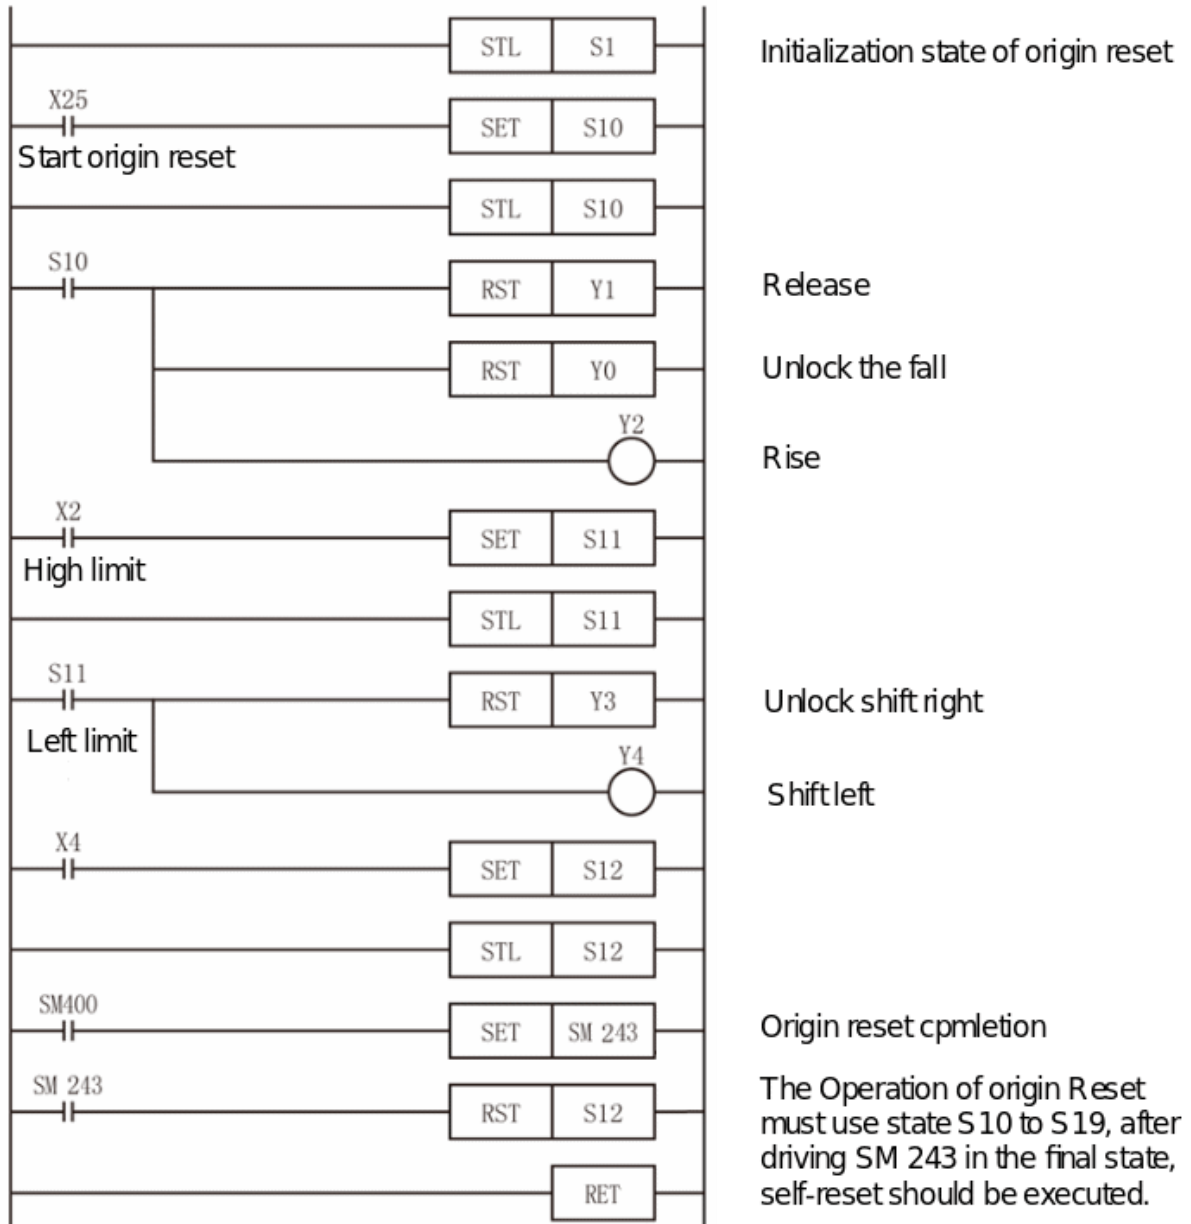 STL S1 Initialization state of origin reset
X25
SET S10
Start origin reset
STL S10
S10
RST Y1 Release
RST Y0 Unlock the fall
Y2
Rise
X2
SET S11
High limit
STL S11
S11
RST Y3 Unlock shift right
Left limit
Y4
Shift left
X4
SET S12
STL S12
SM400
SET SM 243 Origin reset cpmletion
SM 243
RST S12
The Operation of origin Reset
must use state S10 to S19, after
driving SM 243 in the final state,
self-reset should be executed.
RET